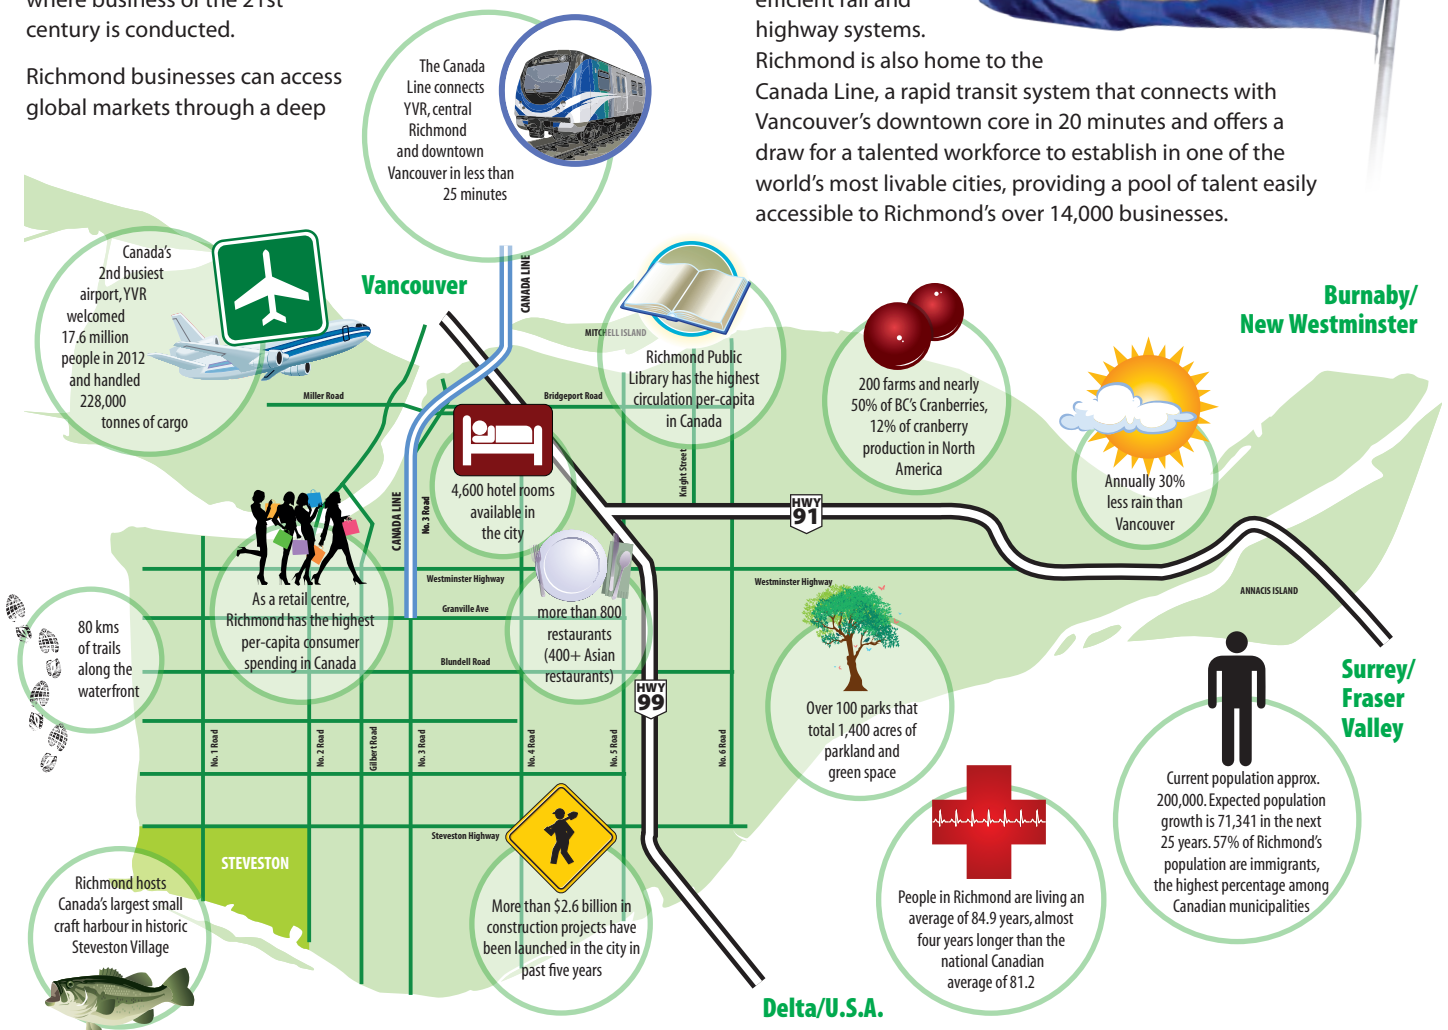 where business of the 21st
century is conducted.
Richmond businesses can access
global markets through a deep
efficient rail and
highway systems.
Richmond is also home to the
Canada Line, a rapid transit system that connects with
Vancouver's downtown core in 20 minutes and offers a
draw for a talented workforce to establish in one of the
world's most livable cities, providing a pool of talent easily
accessible to Richmond's over 14,000 businesses.
The Canada
Line connects
YVR, central
Richmond
and downtown
Vancouver in less than
25 minutes
Canada's
2nd busiest
airport, YVR
welcomed
17.6 million
people in 2012
and handled
228,000
tonnes of cargo
Vancouver
CANADA LINE
MITCHELL ISLAND
Richmond Public
Library has the highest
circulation per-capita
in Canada
200 farms and nearly
50% of BC's Cranberries,
12% of cranberry
production in North
America
Burnaby/
New Westminster
Annually 30%
less rain than
Vancouver
Miller Road
Bridgeport Road
Knight Street
4,600 hotel rooms
available in
the city
CANADA LINE
No. 3 Road
HWY
91
Westminster Highway
Westminster Highway
ANNACIS ISLAND
As a retail centre,
Richmond has the highest
per-capita consumer
spending in Canada
Granville Ave
more than 800
restaurants
(400+ Asian
restaurants)
Blundell Road
80 kms
of trails
along the
waterfront
HWY
99
Surrey/
Fraser
Valley
Over 100 parks that
total 1,400 acres of
parkland and
green space
No. 1 Road
No. 2 Road
Gilbert Road
No. 3 Road
No. 4 Road
No. 5 Road
No. 6 Road
Current population approx.
200,000. Expected population
growth is 71,341 in the next
25 years. 57% of Richmond's
population are immigrants,
the highest percentage among
Canadian municipalities
Steveston Highway
STEVESTON
Richmond hosts
Canada's largest small
craft harbour in historic
Steveston Village
More than $2.6 billion in
construction projects have
been launched in the city in
past five years
People in Richmond are living an
average of 84.9 years, almost
four years longer than the
national Canadian
average of 81.2
Delta/U.S.A.